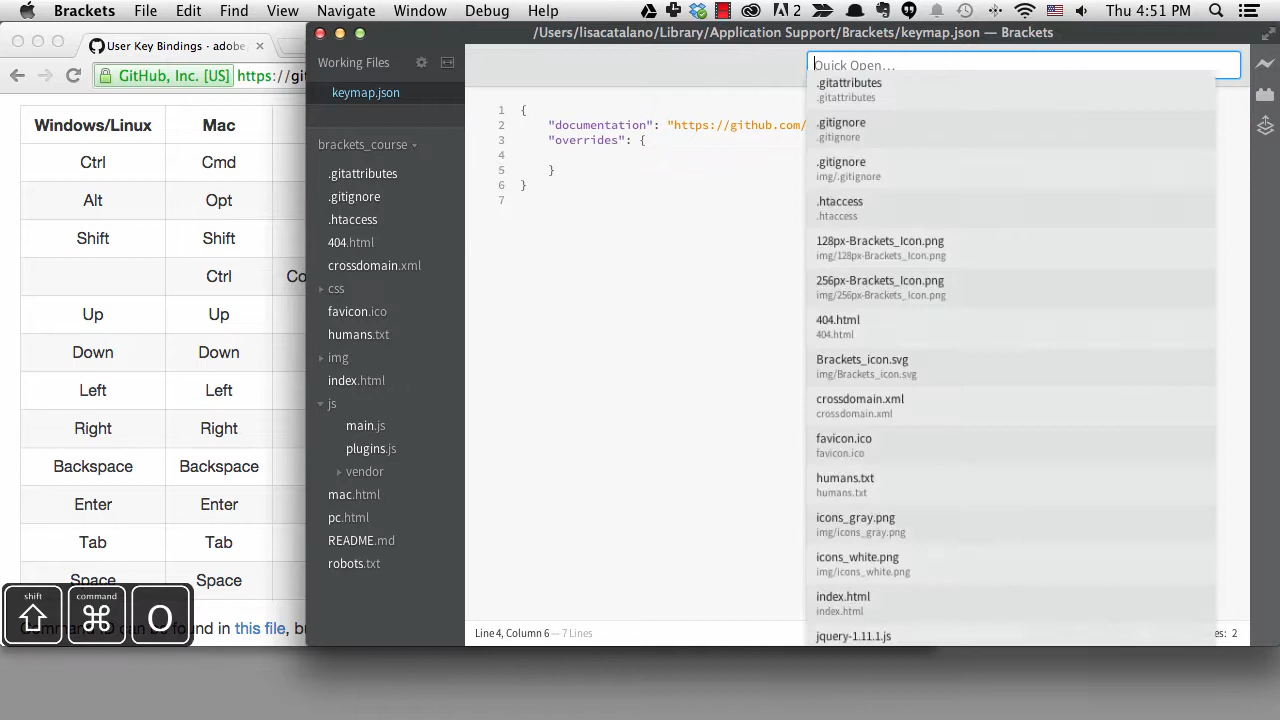 Brackets File Edit Find View Navigate Window Debug Help 2 Thu 4:51 PM
User Key Bindings · adobe
GitHub, Inc. [US] https://git
Windows/Linux Mac
Ctrl Cmd
Alt Opt
Shift Shift
Ctrl Co
Up Up
Down Down
Left Left
Right Right
Backspace Backspace
Enter Enter
Tab Tab
Space Space
can be found in this file, bu
shift
command
O
/Users/lisacatalano/Library/Application Support/Brackets/keymap.json — Brackets
Working Files
keymap.json
brackets_course
.gitattributes
.gitignore
.htaccess
404.html
crossdomain.xml
css
favicon.ico
humans.txt
img
index.html
js
main.js
plugins.js
vendor
mac.html
pc.html
README.md
robots.txt
1 {
2 "documentation": "https://github.com/
3 "overrides": {
4
5 }
6 }
7
Line 4, Column 6 — 7 Lines
Quick Open…
.gitattributes
.gitattributes
.gitignore
.gitignore
.gitignore
img/.gitignore
.htaccess
.htaccess
128px-Brackets_Icon.png
img/128px-Brackets_Icon.png
256px-Brackets_Icon.png
img/256px-Brackets_Icon.png
404.html
404.html
Brackets_icon.svg
img/Brackets_icon.svg
crossdomain.xml
crossdomain.xml
favicon.ico
favicon.ico
humans.txt
humans.txt
icons_gray.png
img/icons_gray.png
icons_white.png
img/icons_white.png
index.html
index.html
jquery-1.11.1.js
es: 2